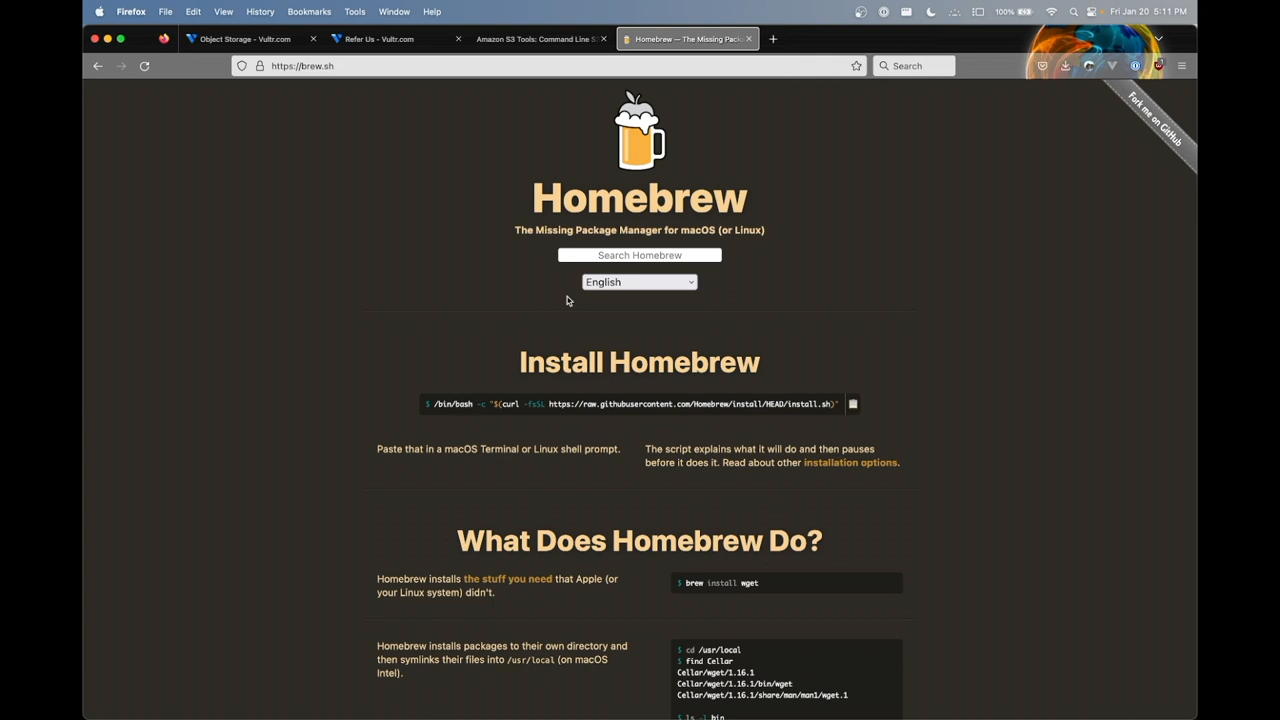 Firefox File Edit View History Bookmarks Tools Window Help 100% Fri Jan 20 5:11 PM
Object Storage - Vultr.com Refer Us - Vultr.com Amazon S3 Tools: Command Line S Homebrew — The Missing Pack
https://brew.sh Search
Fork me on GitHub
Homebrew
The Missing Package Manager for macOS (or Linux)
Search Homebrew
English
Install Homebrew
$ /bin/bash -c "$(curl -fsSL https://raw.githubusercontent.com/Homebrew/install/HEAD/install.sh)"
Paste that in a macOS Terminal or Linux shell prompt.
The script explains what it will do and then pauses
before it does it. Read about other installation options.
What Does Homebrew Do?
Homebrew installs the stuff you need that Apple (or
your Linux system) didn't.
$ brew install wget
Homebrew installs packages to their own directory and
then symlinks their files into /usr/local (on macOS
Intel).
$ cd /usr/local
$ find Cellar
Cellar/wget/1.16.1
Cellar/wget/1.16.1/bin/wget
Cellar/wget/1.16.1/share/man/man1/wget.1
$ ls -l bin